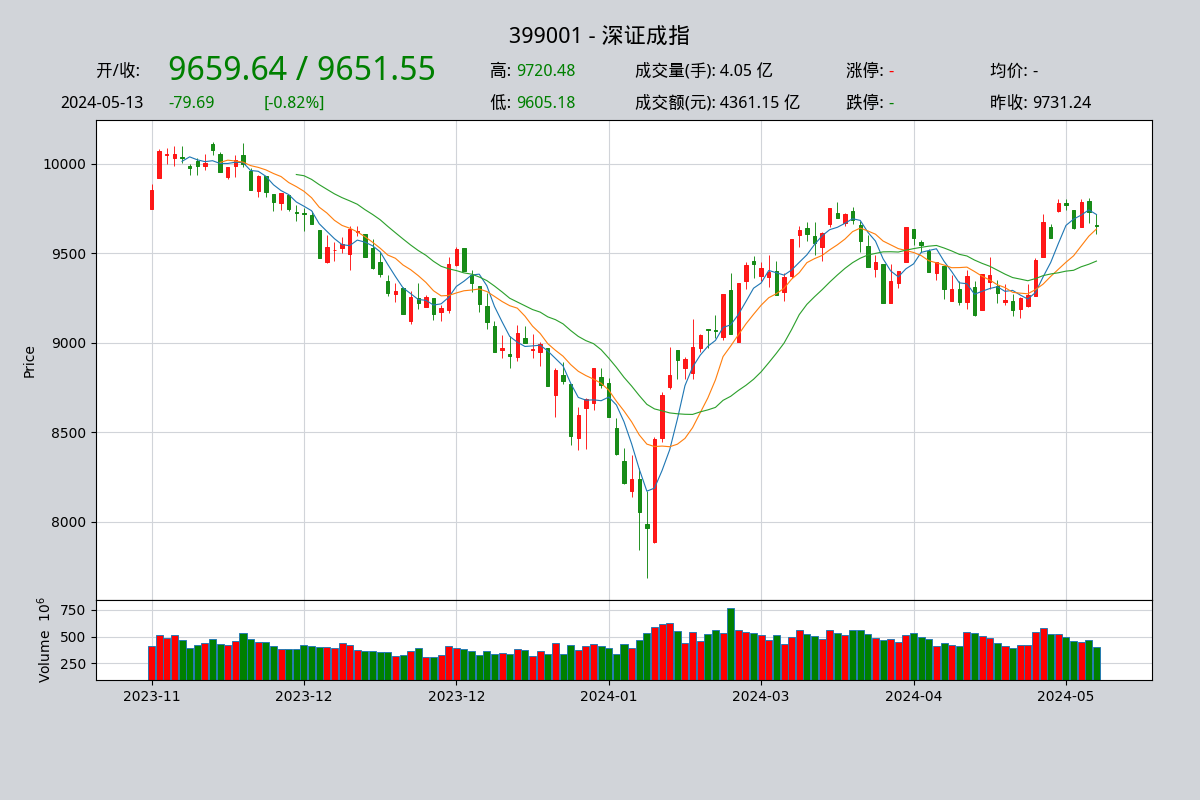 399001 - 深证成指
开/收: 9659.64 / 9651.55 高: 9720.48 成交量(手): 4.05 亿 涨停: - 均价: -
2024-05-13 -79.69 [-0.82%] 低: 9605.18 成交额(元): 4361.15 亿 跌停: - 昨收: 9731.24
10000
9500
9000
8500
8000
Price
750
500
250
Volume 10⁶
2023-11 2023-12 2023-12 2024-01 2024-03 2024-04 2024-05